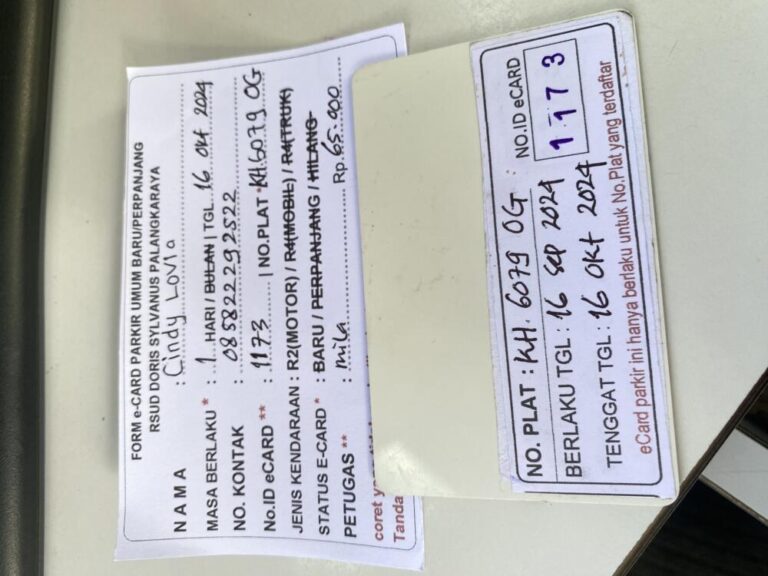 FORM e-CARD PARKIR UMUM BARU/PERPANJANG
RSUD DORIS SYLVANUS PALANGKARAYA
NAMA : Cindy Lovia
MASA BERLAKU * : 1 HARI / BULAN | TGL. 16 Okt 2024
NO. KONTAK : 085822292522
No.ID eCARD ** : 1173 | NO.PLAT * KH.6079 OG
JENIS KENDARAAN : R2(MOTOR) / R4(MOBIL) / R4(TRUK)
STATUS E-CARD * : BARU / PERPANJANG / HILANG
PETUGAS ** : mila Rp. 65.900
coret
Tanda
NO. PLAT : KH. 6079 OG
NO.ID eCARD
BERLAKU TGL : 16 Sep 2024
1173
TENGGAT TGL : 16 Okt 2024
eCard parkir ini hanya berlaku untuk No.Plat yang terdaftar